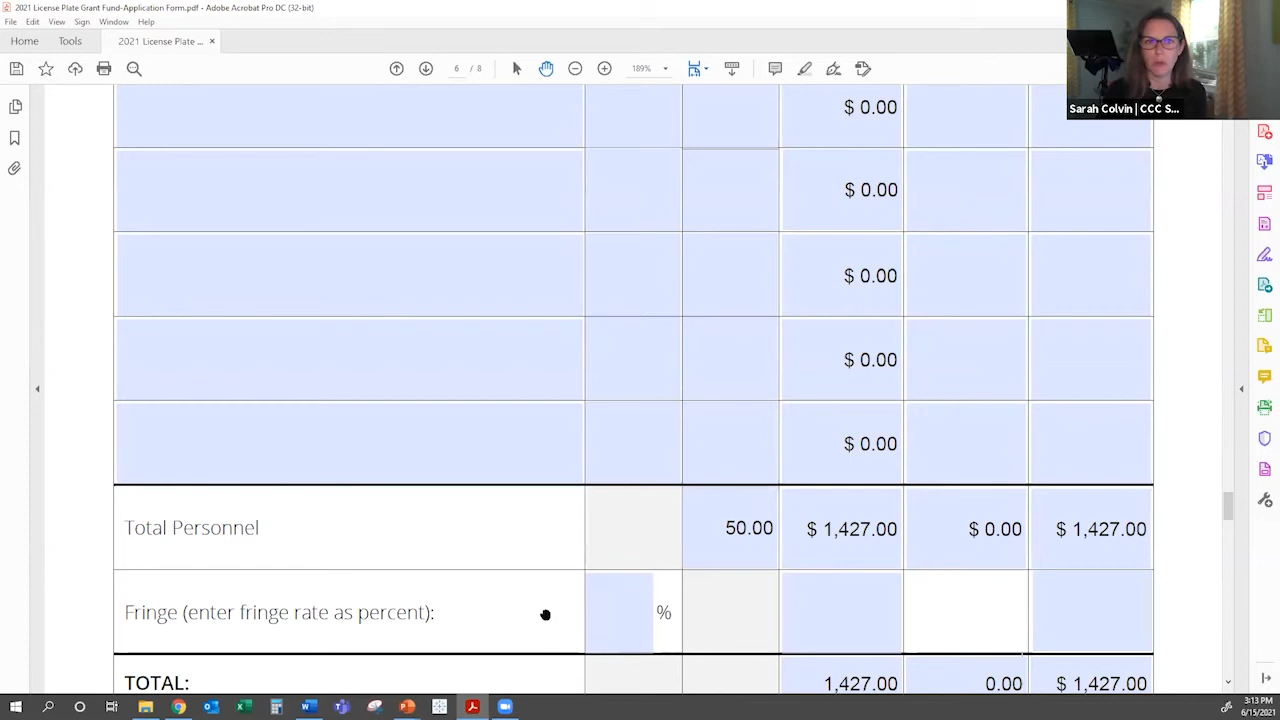 2021 License Plate Grant Fund-Application Form.pdf - Adobe Acrobat Pro DC (32-bit)
File Edit View Sign Window Help
Home Tools 2021 License Plate ... ×
6 / 8 189%
Sarah Colvin | CCC S...
$ 0.00
$ 0.00
$ 0.00
$ 0.00
$ 0.00
Total Personnel 50.00 $ 1,427.00 $ 0.00 $ 1,427.00
Fringe (enter fringe rate as percent): %
TOTAL: 1,427.00 0.00 $ 1,427.00
3:13 PM
6/15/2021